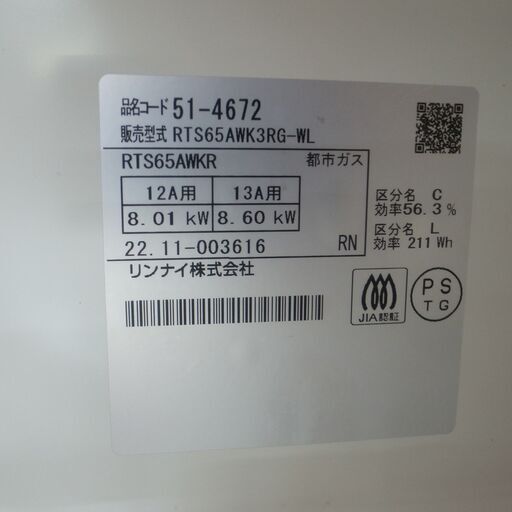 品名コード 51-4672
販売型式 RTS65AWK3RG-WL
RTS65AWKR 都市ガス
12A用 13A用
8.01 kW 8.60 kW
区分名 C
効率56.3 %
区分名 L
効率 211 Wh
22.11-003616 RN
リンナイ株式会社
JIA認証
PS
TG